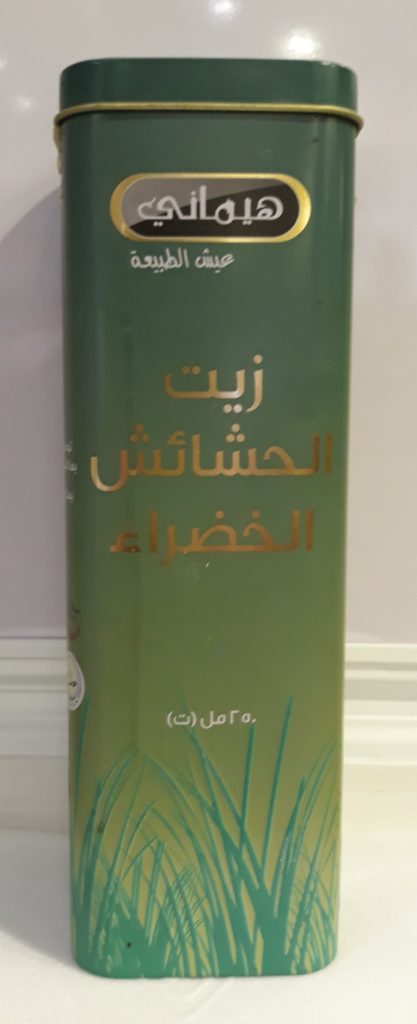 هيماني
عيش الطبيعة
زيت
الحشائش
الخضراء
٢٥٠ مل (ت)